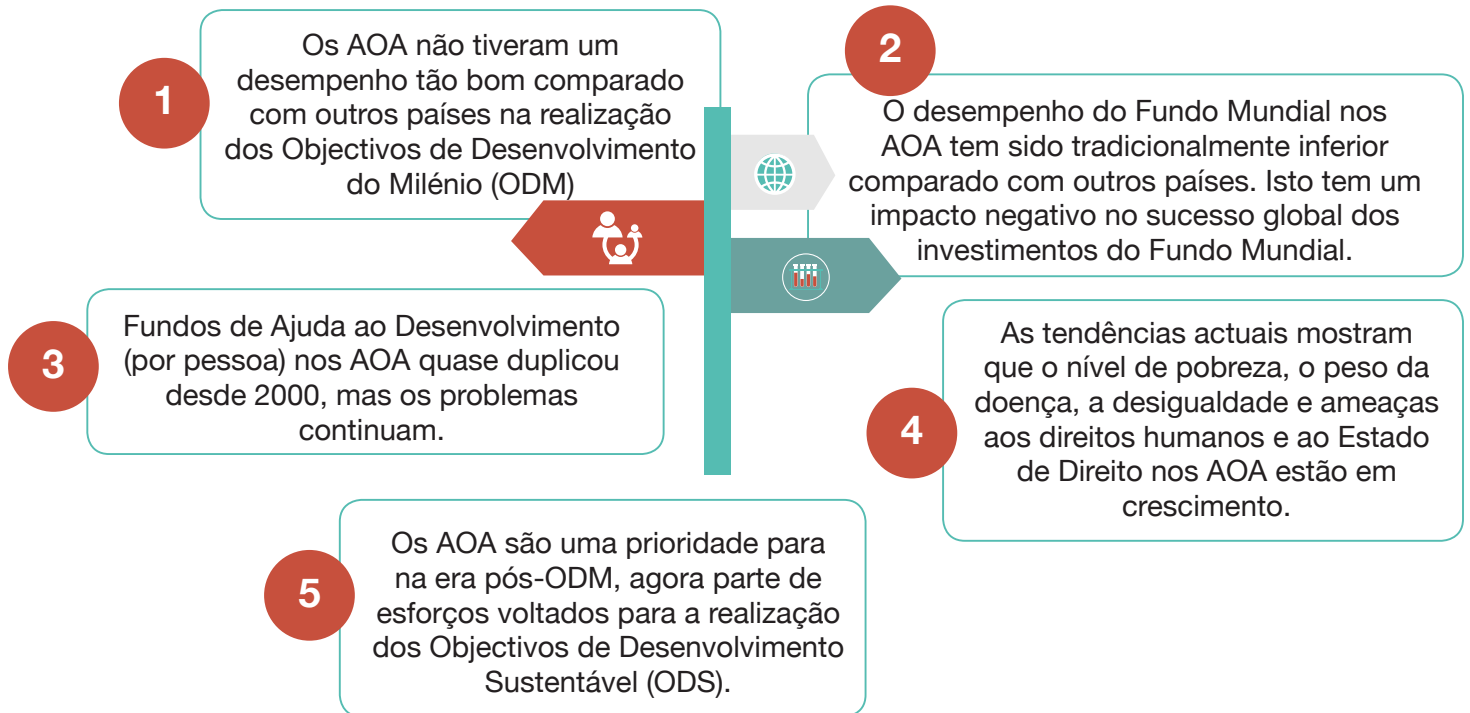 1
Os AOA não tiveram um
desempenho tão bom comparado
com outros países na realização
dos Objectivos de Desenvolvimento
do Milénio (ODM)
2
O desempenho do Fundo Mundial nos
AOA tem sido tradicionalmente inferior
comparado com outros países. Isto tem um
impacto negativo no sucesso global dos
investimentos do Fundo Mundial.
3
Fundos de Ajuda ao Desenvolvimento
(por pessoa) nos AOA quase duplicou
desde 2000, mas os problemas
continuam.
4
As tendências actuais mostram
que o nível de pobreza, o peso da
doença, a desigualdade e ameaças
aos direitos humanos e ao Estado
de Direito nos AOA estão em
crescimento.
5
Os AOA são uma prioridade para
na era pós-ODM, agora parte de
esforços voltados para a realização
dos Objectivos de Desenvolvimento
Sustentável (ODS).